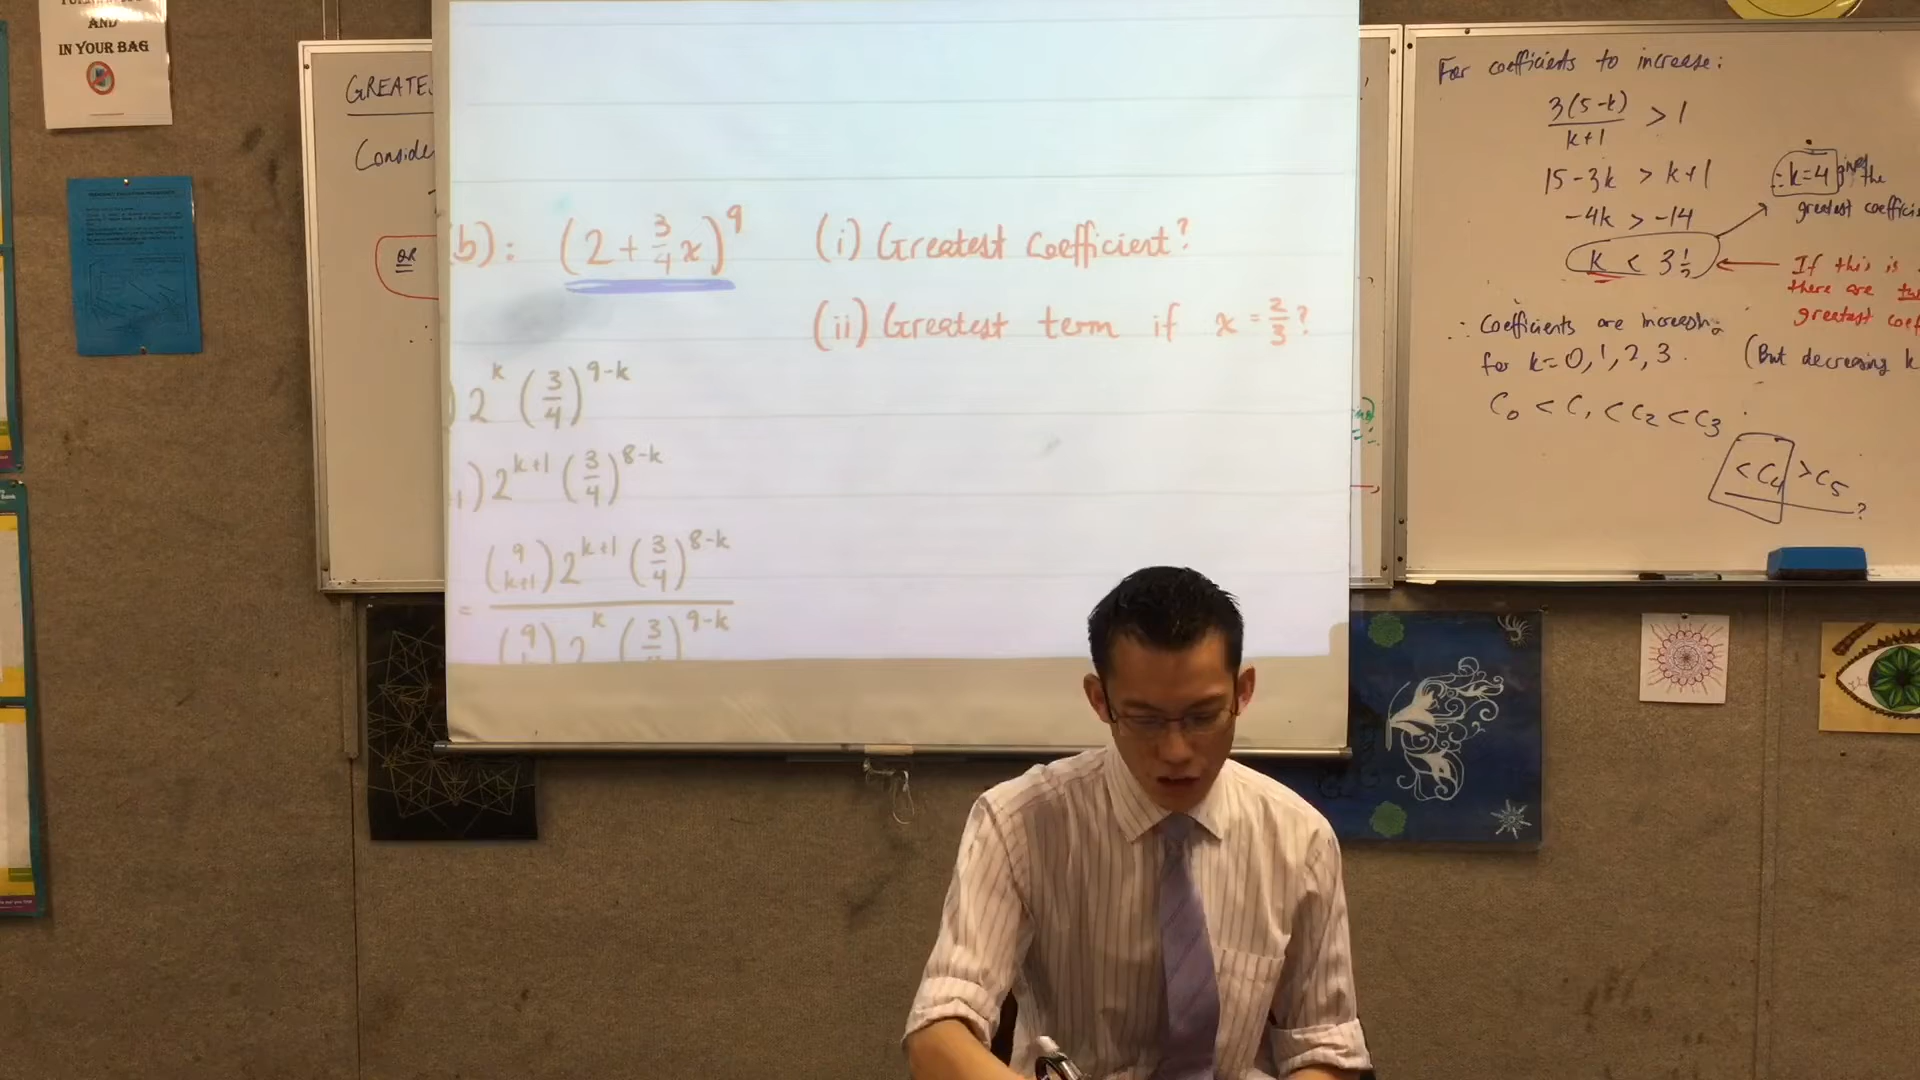 AND
IN YOUR BAG
GREATE
Conside
OR
b): (2 + 3/4 x)^9
(i) Greatest Coefficient?
(ii) Greatest term if x = 2/3?
) 2^k (3/4)^(9-k)
) 2^(k+1) (3/4)^(8-k)
= (9 k+1) 2^(k+1) (3/4)^(8-k)
(9 ) 2^k (3/ )^(9-k)
For coefficients to increase:
3(5-k)/(k+1) > 1
15 - 3k > k+1
-4k > -14
k < 3 1/2
∴ k=4 gives the
greatest coeffici
If this is
there are tw
greatest coef
∴ Coefficients are increasing
for k = 0, 1, 2, 3.
(But decreasing k
C0 < C1 < C2 < C3
< C4 > C5
?